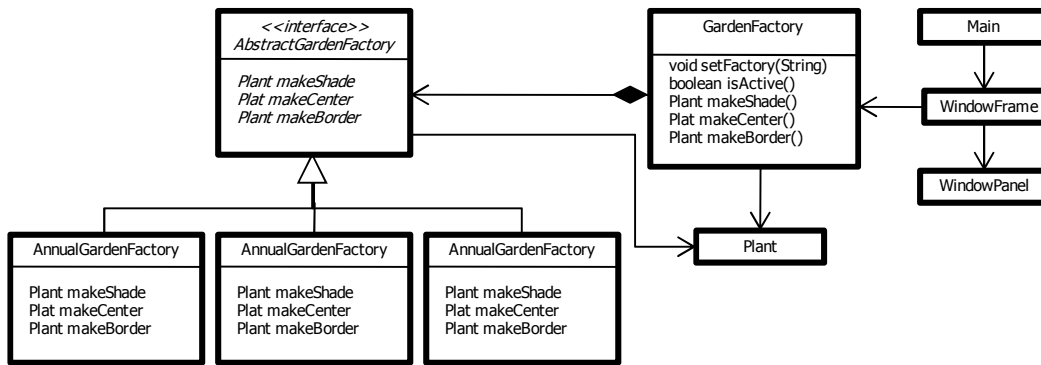 <<interface>>
AbstractGardenFactory
Plant makeShade
Plat makeCenter
Plant makeBorder
GardenFactory
void setFactory(String)
boolean isActive()
Plant makeShade()
Plat makeCenter()
Plant makeBorder()
Main
WindowFrame
WindowPanel
Plant
AnnualGardenFactory
Plant makeShade
Plat makeCenter
Plant makeBorder
AnnualGardenFactory
Plant makeShade
Plat makeCenter
Plant makeBorder
AnnualGardenFactory
Plant makeShade
Plat makeCenter
Plant makeBorder